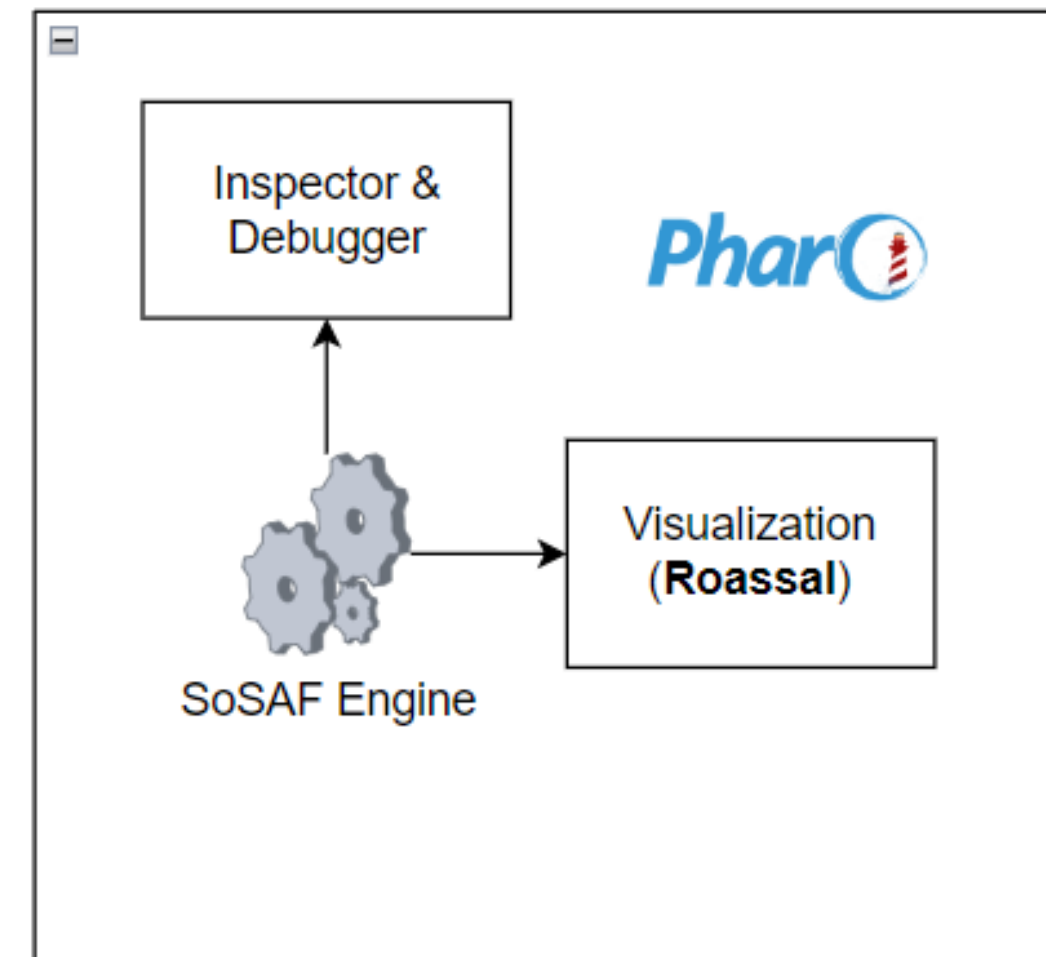 Inspector &
Debugger
Pharo
Visualization
(Roassal)
SoSAF Engine